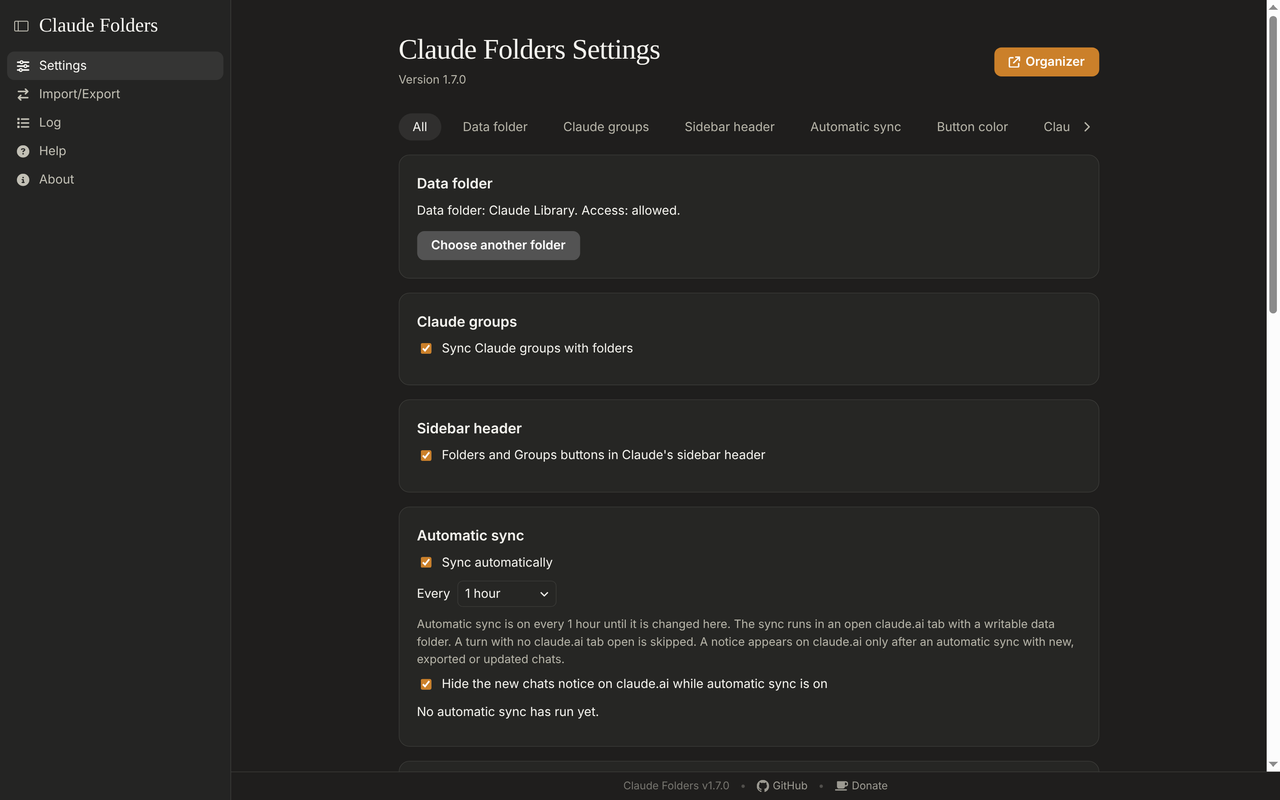 Claude Folders
Settings
Import/Export
Log
Help
About
Claude Folders Settings
Version 1.7.0
Organizer
All
Data folder
Claude groups
Sidebar header
Automatic sync
Button color
Clau
Data folder
Data folder: Claude Library. Access: allowed.
Choose another folder
Claude groups
Sync Claude groups with folders
Sidebar header
Folders and Groups buttons in Claude's sidebar header
Automatic sync
Sync automatically
Every 1 hour
Automatic sync is on every 1 hour until it is changed here. The sync runs in an open claude.ai tab with a writable data
folder. A turn with no claude.ai tab open is skipped. A notice appears on claude.ai only after an automatic sync with new,
exported or updated chats.
Hide the new chats notice on claude.ai while automatic sync is on
No automatic sync has run yet.
Claude Folders v1.7.0 • GitHub • Donate